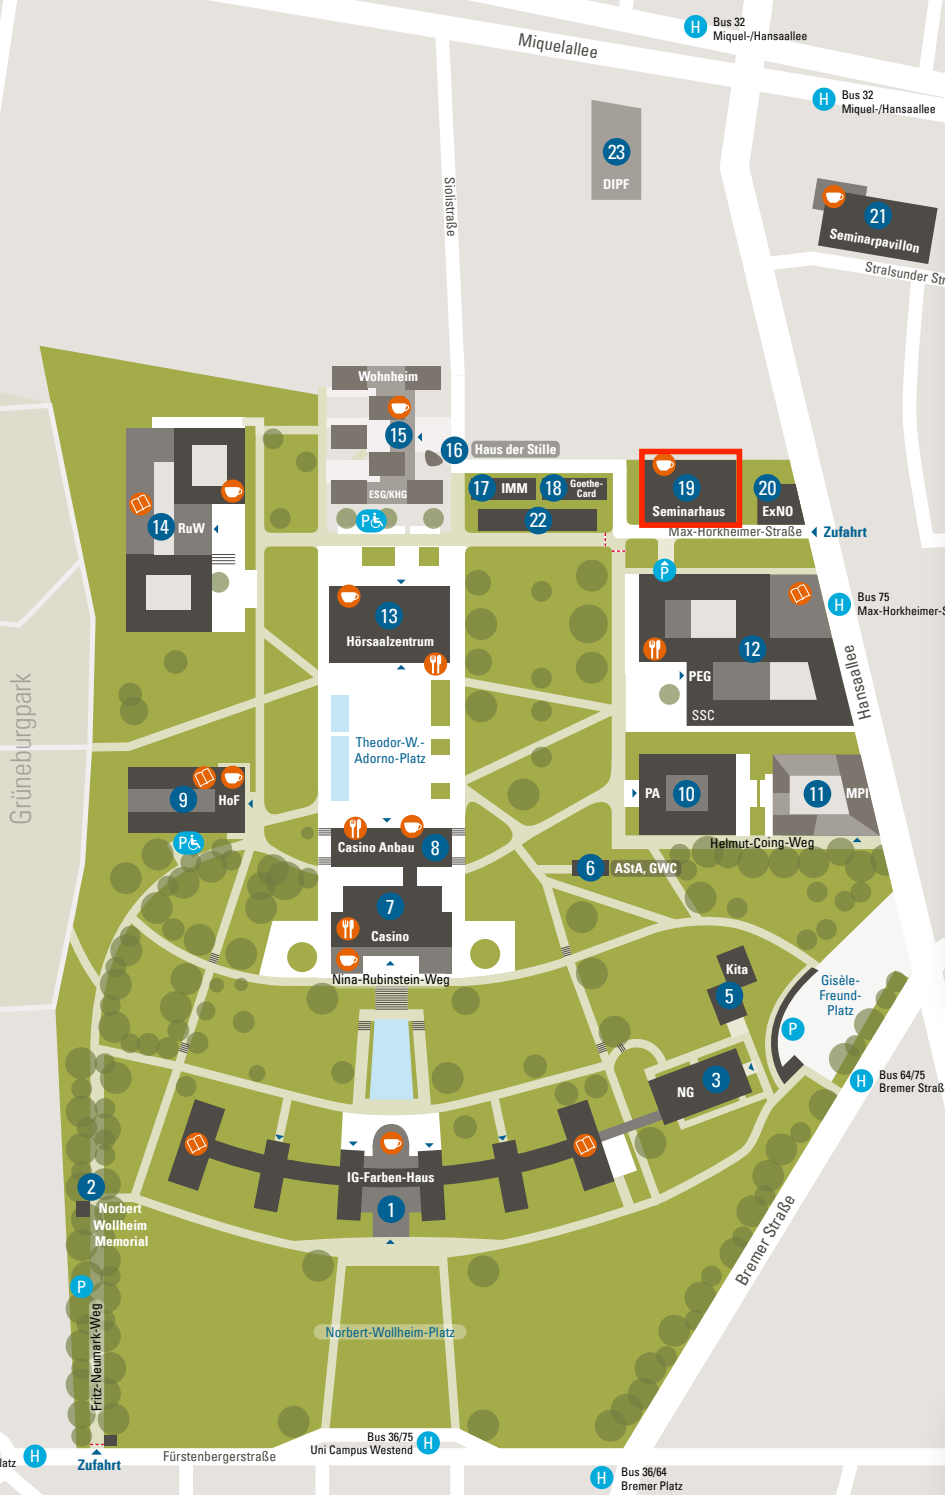 Bus 32
Miquel-/Hansaallee
Miquelallee
H
H
Bus 32
Miquel-/Hansaallee
23
DIPF
Siolistraße
21
Seminarpavillon
Stralsunder Str
Wohnheim
15
16
Haus der Stille
ESG/KHG
P
17
IMM
18
Goethe-
Card
22
19
Seminarhaus
20
ExNO
Max-Horkheimer-Straße
Zufahrt
14
RuW
P
13
Hörsaalzentrum
H
Bus 75
Max-Horkheimer-S
12
PEG
SSC
Hansaallee
Grüneburgpark
Theodor-W.-
Adorno-Platz
9
HoF
P
PA
10
11
MPI
Helmut-Coing-Weg
Casino Anbau
8
6
AStA, GWC
7
Casino
Nina-Rubinstein-Weg
Kita
5
Gisèle-
Freund-
Platz
P
3
NG
H
Bus 64/75
Bremer Straß
IG-Farben-Haus
1
2
Norbert
Wollheim
Memorial
P
Fritz-Neumark-Weg
Bremer Straße
Norbert-Wollheim-Platz
Bus 36/75
Uni Campus Westend
H
latz
H
Zufahrt
Fürstenbergerstraße
H
Bus 36/64
Bremer Platz